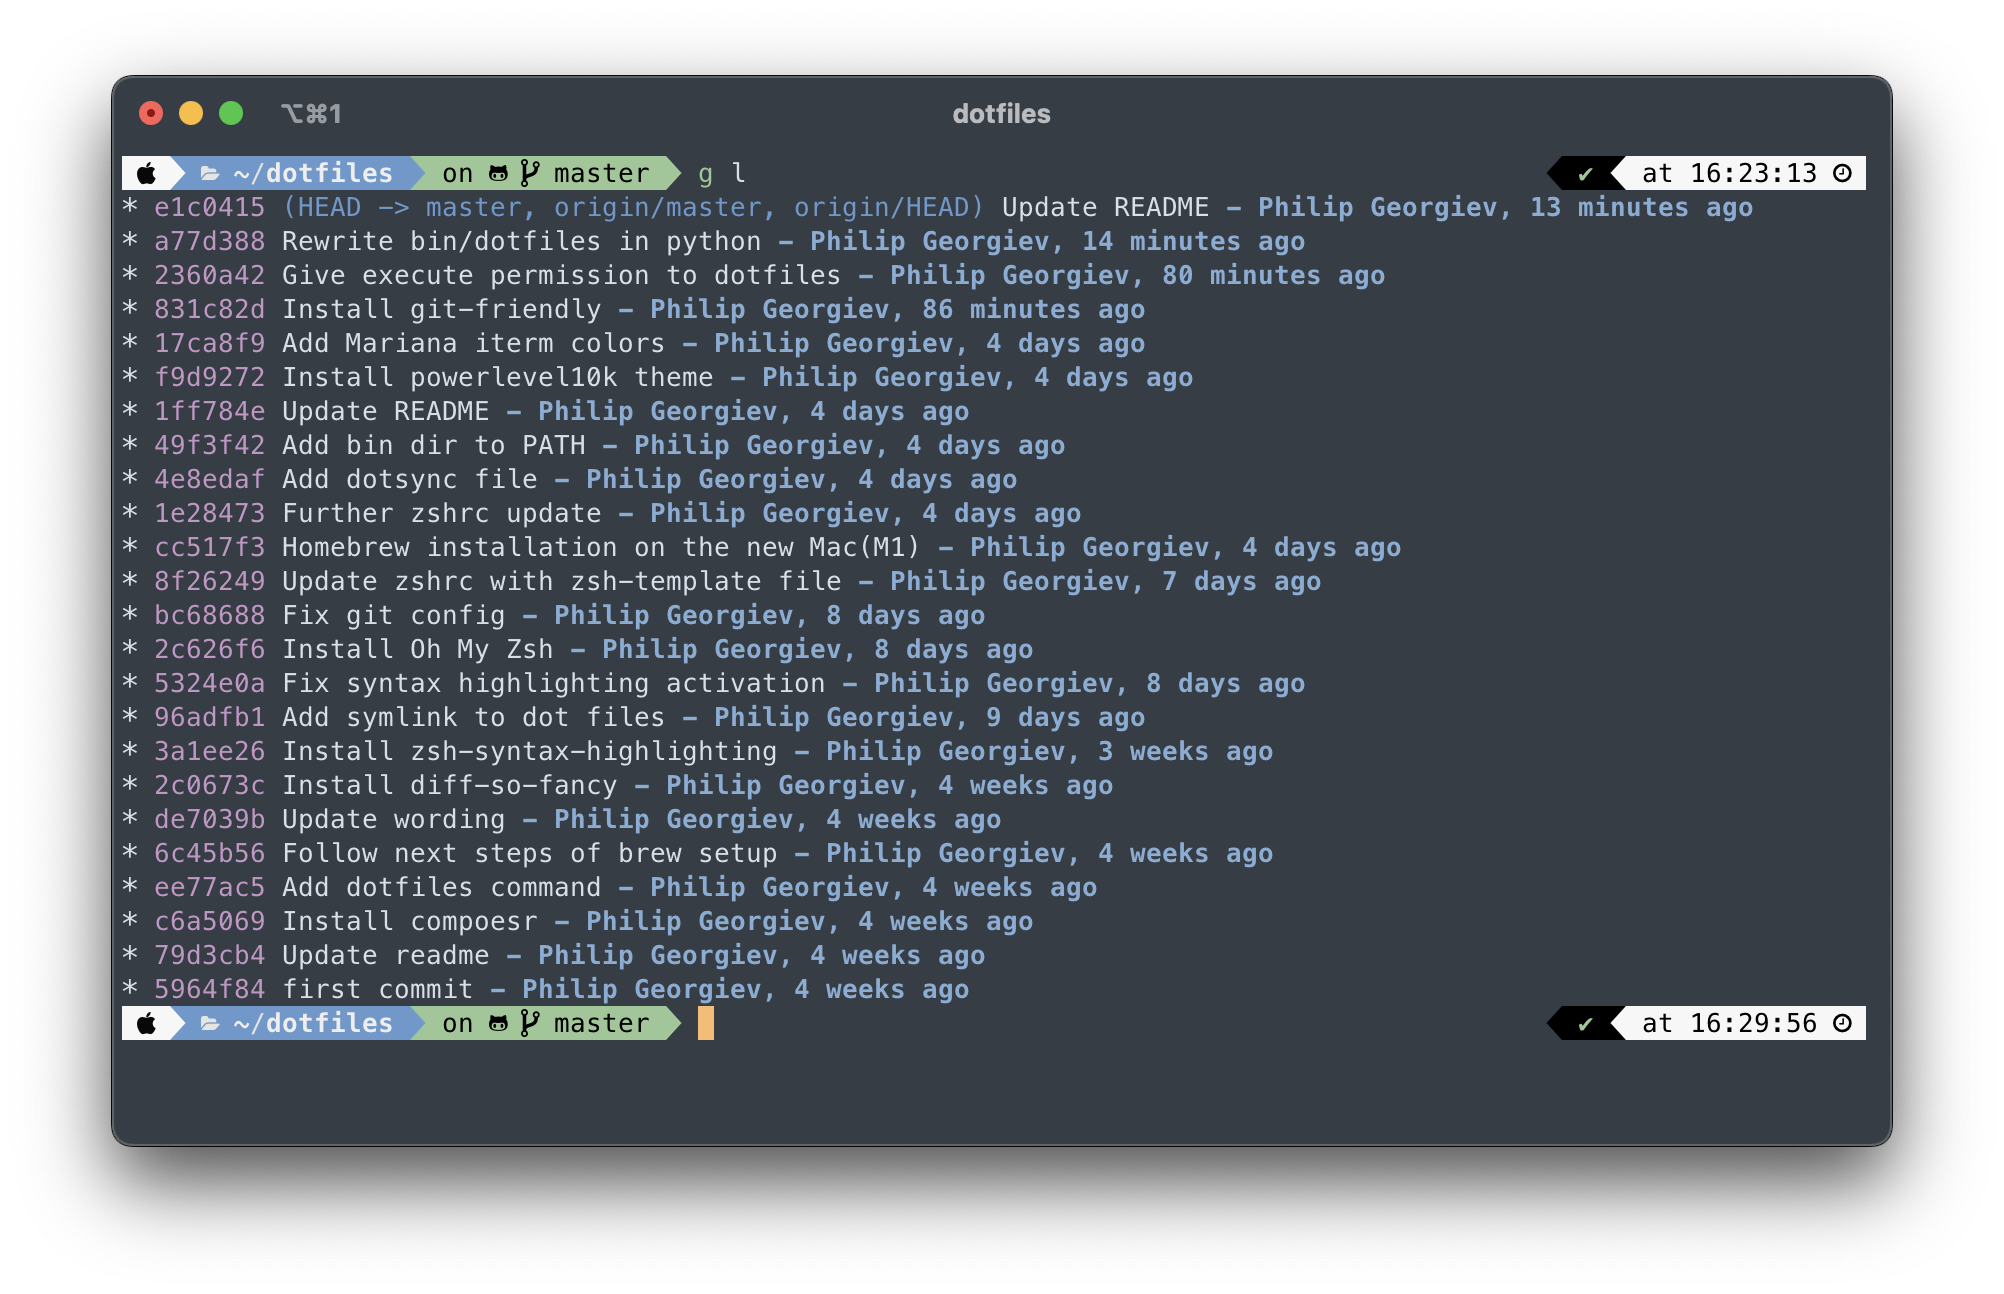 ⌥⌘1 dotfiles
~/dotfiles on master g l ✔ at 16:23:13
* e1c0415 (HEAD -> master, origin/master, origin/HEAD) Update README - Philip Georgiev, 13 minutes ago
* a77d388 Rewrite bin/dotfiles in python - Philip Georgiev, 14 minutes ago
* 2360a42 Give execute permission to dotfiles - Philip Georgiev, 80 minutes ago
* 831c82d Install git-friendly - Philip Georgiev, 86 minutes ago
* 17ca8f9 Add Mariana iterm colors - Philip Georgiev, 4 days ago
* f9d9272 Install powerlevel10k theme - Philip Georgiev, 4 days ago
* 1ff784e Update README - Philip Georgiev, 4 days ago
* 49f3f42 Add bin dir to PATH - Philip Georgiev, 4 days ago
* 4e8edaf Add dotsync file - Philip Georgiev, 4 days ago
* 1e28473 Further zshrc update - Philip Georgiev, 4 days ago
* cc517f3 Homebrew installation on the new Mac(M1) - Philip Georgiev, 4 days ago
* 8f26249 Update zshrc with zsh-template file - Philip Georgiev, 7 days ago
* bc68688 Fix git config - Philip Georgiev, 8 days ago
* 2c626f6 Install Oh My Zsh - Philip Georgiev, 8 days ago
* 5324e0a Fix syntax highlighting activation - Philip Georgiev, 8 days ago
* 96adfb1 Add symlink to dot files - Philip Georgiev, 9 days ago
* 3a1ee26 Install zsh-syntax-highlighting - Philip Georgiev, 3 weeks ago
* 2c0673c Install diff-so-fancy - Philip Georgiev, 4 weeks ago
* de7039b Update wording - Philip Georgiev, 4 weeks ago
* 6c45b56 Follow next steps of brew setup - Philip Georgiev, 4 weeks ago
* ee77ac5 Add dotfiles command - Philip Georgiev, 4 weeks ago
* c6a5069 Install compoesr - Philip Georgiev, 4 weeks ago
* 79d3cb4 Update readme - Philip Georgiev, 4 weeks ago
* 5964f84 first commit - Philip Georgiev, 4 weeks ago
~/dotfiles on master ✔ at 16:29:56